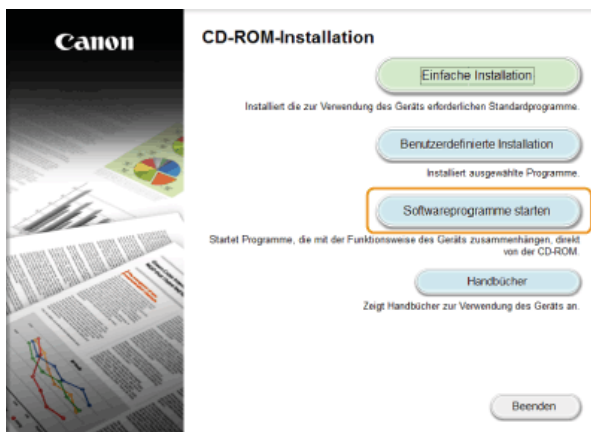 Canon
CD-ROM-Installation
Einfache Installation
Installiert die zur Verwendung des Geräts erforderlichen Standardprogramme.
Benutzerdefinierte Installation
Installiert ausgewählte Programme.
Softwareprogramme starten
Startet Programme, die mit der Funktionsweise des Geräts zusammenhängen, direkt
von der CD-ROM.
Handbücher
Zeigt Handbücher zur Verwendung des Geräts an.
Beenden